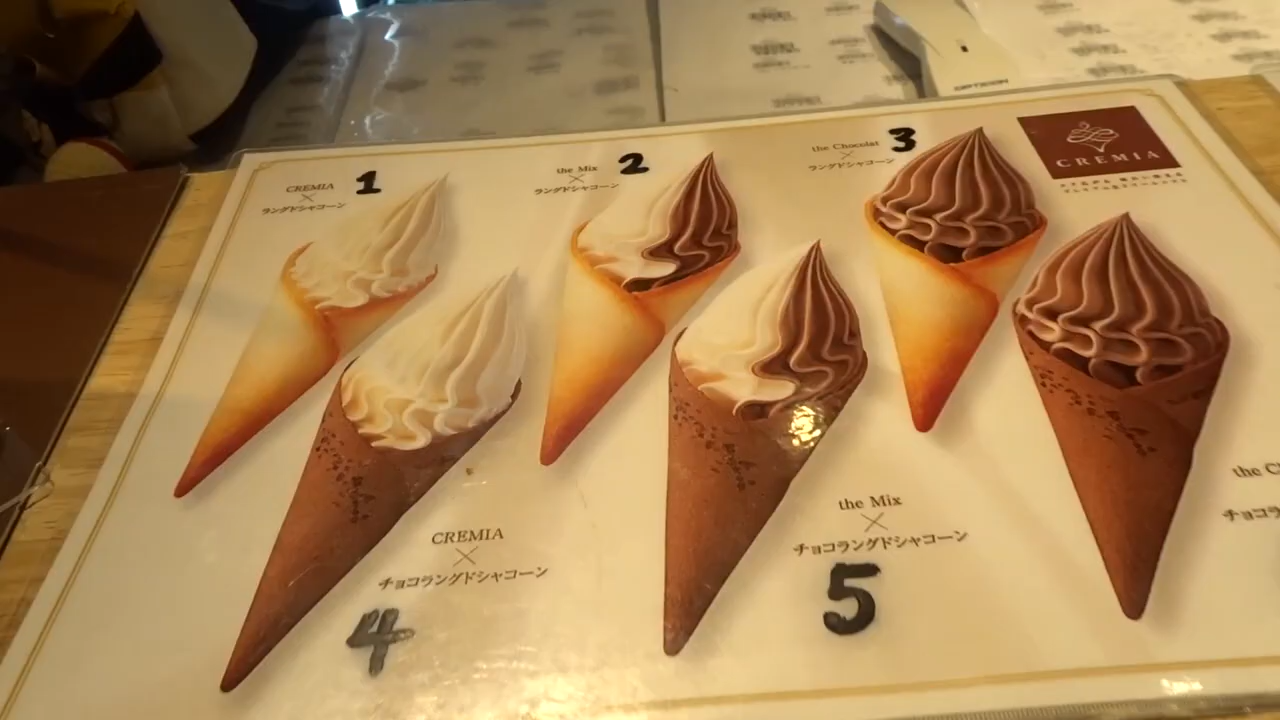 CREMIA
×
ラングドシャコーン
1
the Mix
×
ラングドシャコーン
2
the Chocolat
×
ラングドシャコーン
3
CREMIA
CREMIA
×
チョコラングドシャコーン
4
the Mix
×
チョコラングドシャコーン
5
the